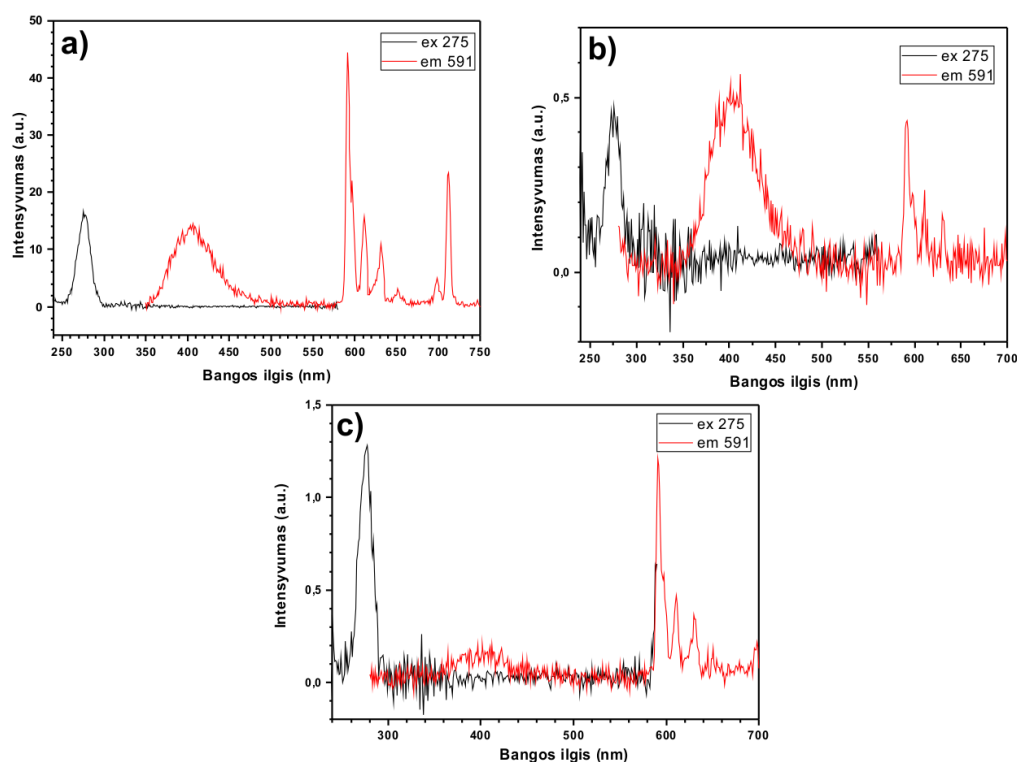 a)
ex 275
em 591
Intensyvumas (a.u.)
50
40
30
20
10
0
250 300 350 400 450 500 550 600 650 700 750
Bangos ilgis (nm)
b)
ex 275
em 591
Intensyvumas (a.u.)
0,5
0,0
250 300 350 400 450 500 550 600 650 700
Bangos ilgis (nm)
c)
ex 275
em 591
Intensyvumas (a.u.)
1,5
1,0
0,5
0,0
300 400 500 600 700
Bangos ilgis (nm)